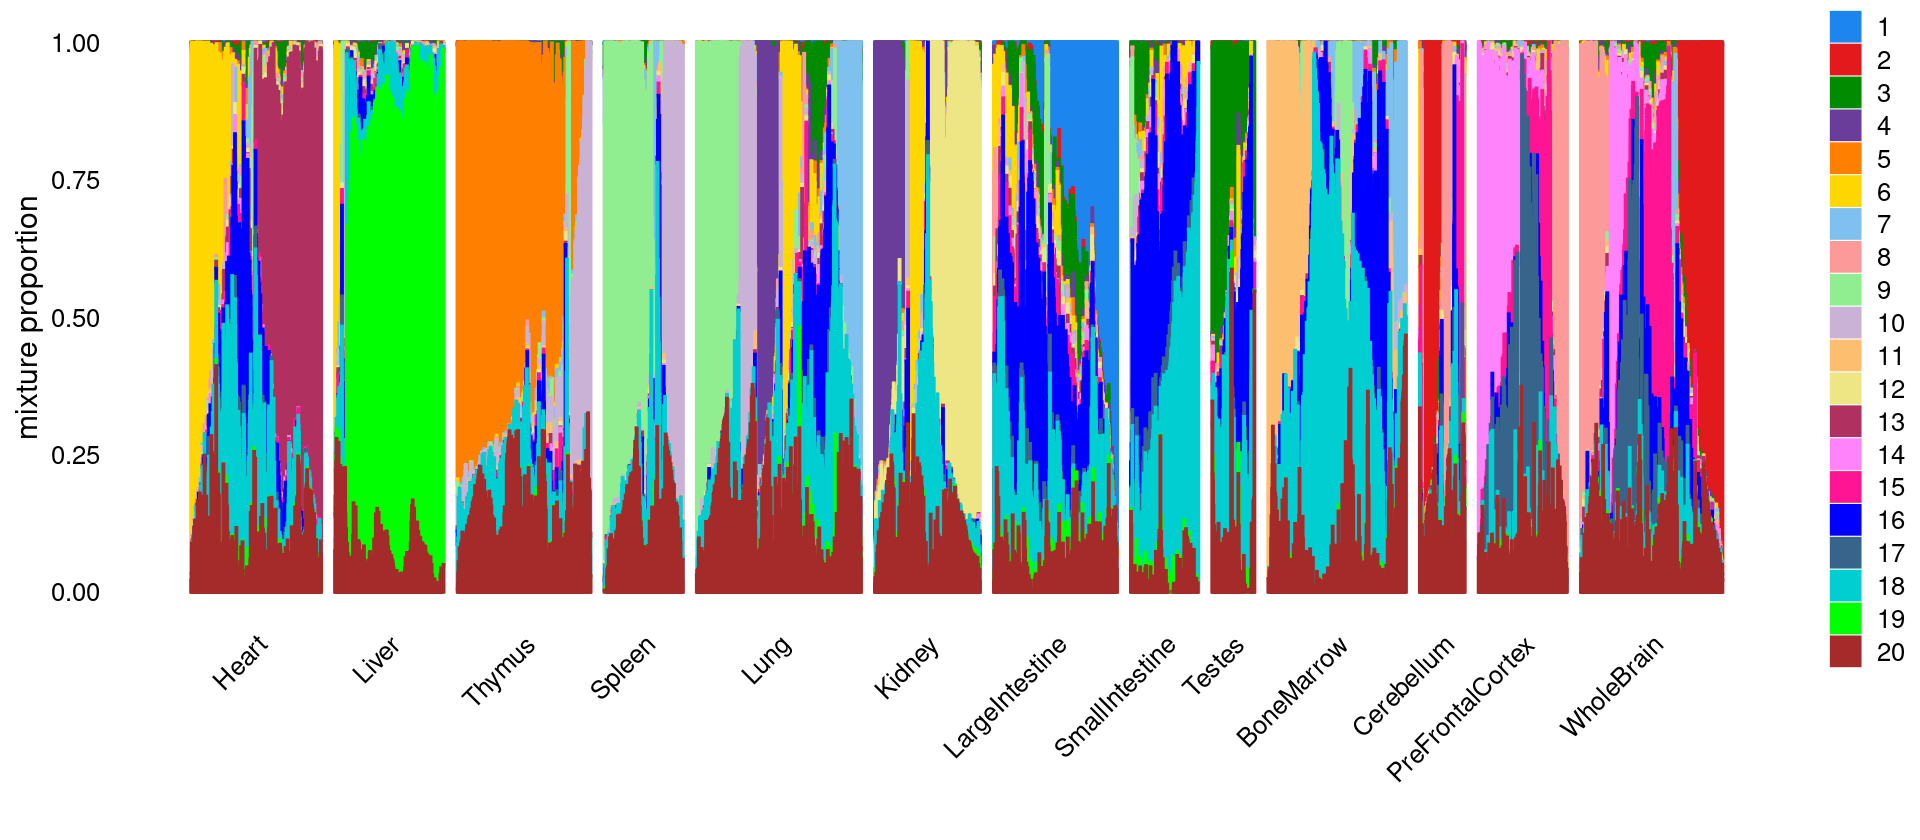 mixture proportion
1.00
0.75
0.50
0.25
0.00
Heart
Liver
Thymus
Spleen
Lung
Kidney
LargeIntestine
SmallIntestine
Testes
BoneMarrow
Cerebellum
PreFrontalCortex
WholeBrain
1
2
3
4
5
6
7
8
9
10
11
12
13
14
15
16
17
18
19
20